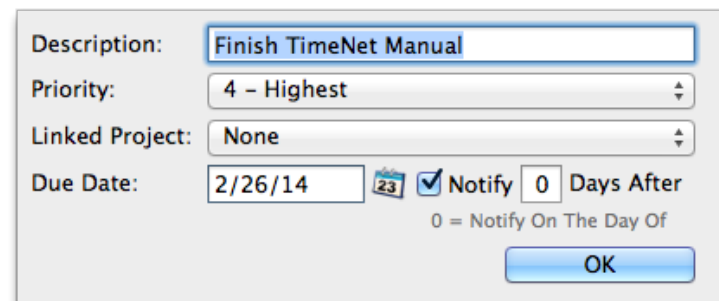 Description: Finish TimeNet Manual
Priority: 4 – Highest
Linked Project: None
Due Date: 2/26/14 23 Notify 0 Days After
0 = Notify On The Day Of
OK